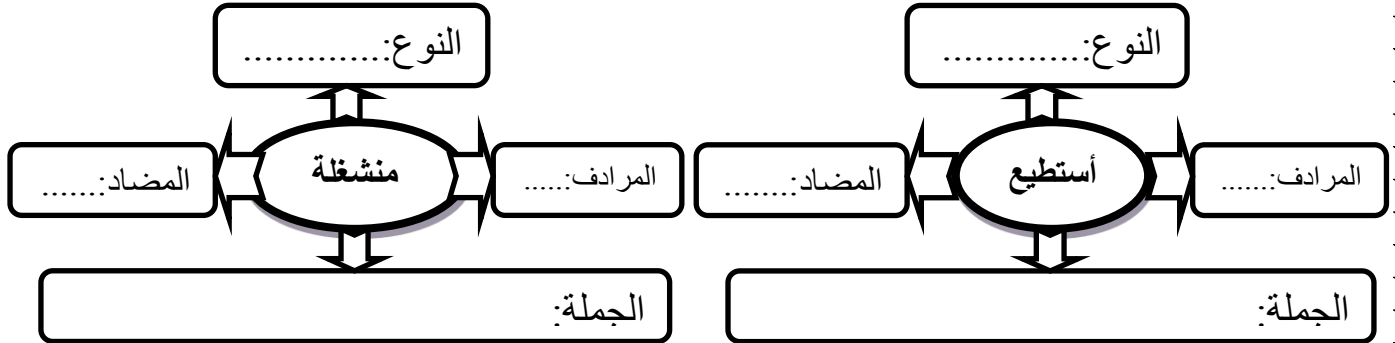 النوع:..............
النوع:..............
أستطيع
المرادف:......
المضاد:.......
منشغلة
المرادف:.....
المضاد:.......
الجملة:
الجملة: